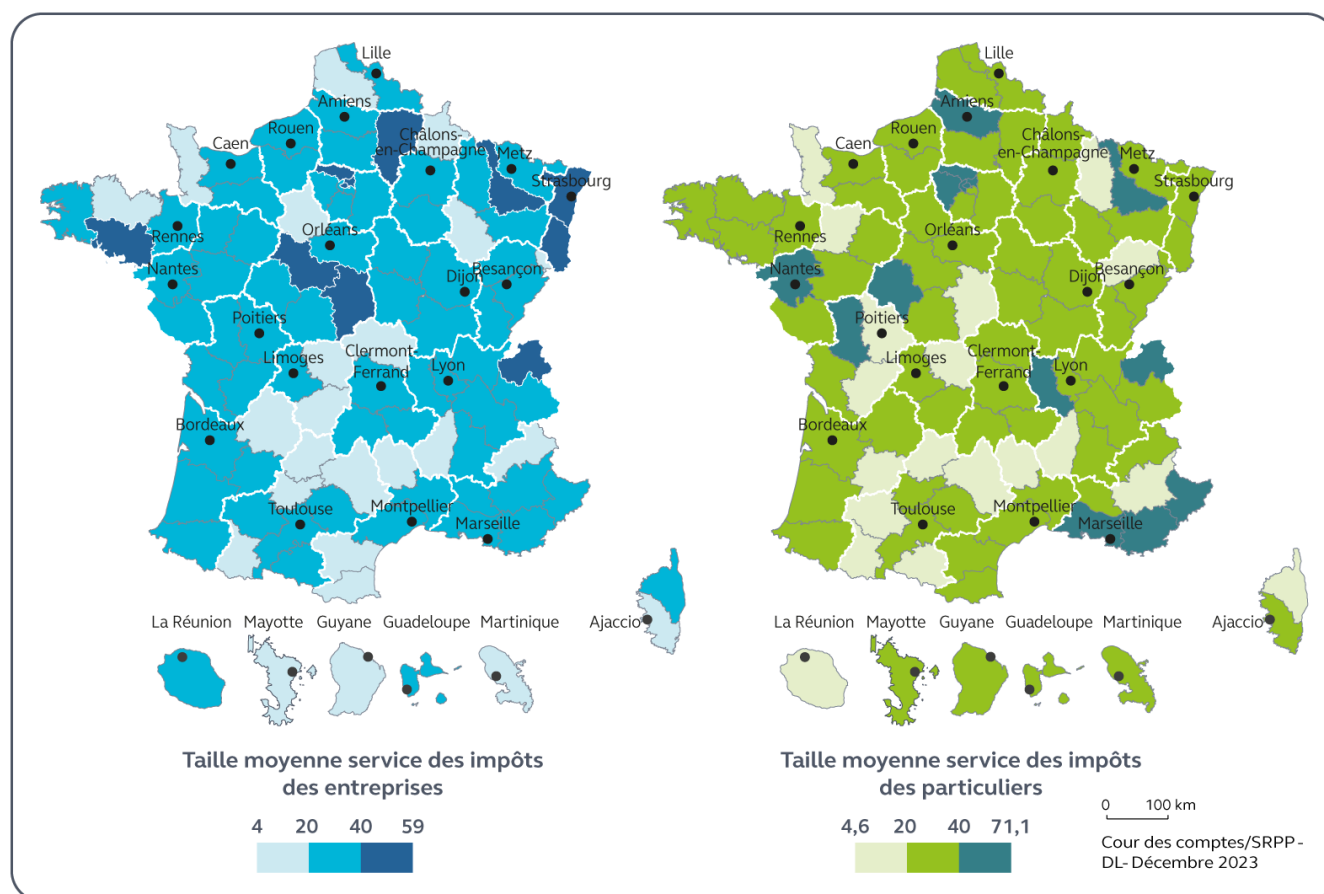 Lille
Amiens
Rouen
Caen
Châlons-
en-Champagne
Metz
Strasbourg
Rennes
Orléans
Nantes
Dijon
Besançon
Poitiers
Limoges
Clermont-
Ferrand
Lyon
Bordeaux
Toulouse
Montpellier
Marseille
Ajaccio
La Réunion
Mayotte
Guyane
Guadeloupe
Martinique
Taille moyenne service des impôts
des entreprises
4 20 40 59
Lille
Amiens
Rouen
Caen
Châlons-
en-Champagne
Metz
Strasbourg
Rennes
Orléans
Nantes
Dijon
Besançon
Poitiers
Limoges
Clermont-
Ferrand
Lyon
Bordeaux
Toulouse
Montpellier
Marseille
Ajaccio
La Réunion
Mayotte
Guyane
Guadeloupe
Martinique
Taille moyenne service des impôts
des particuliers
4,6 20 40 71,1
0 100 km
Cour des comptes/SRPP -
DL- Décembre 2023